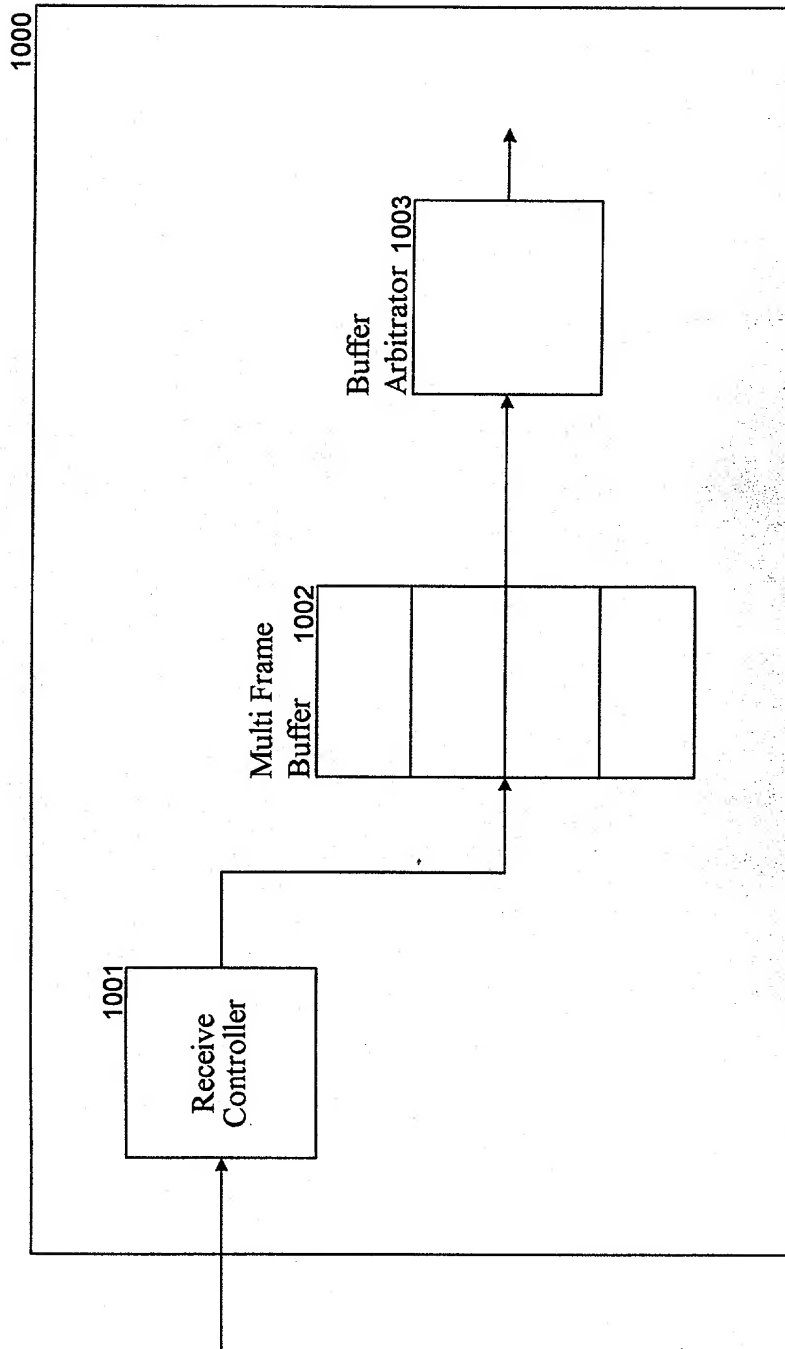 1000
1001
Receive
Controller
Multi Frame
Buffer 1002
Buffer
Arbitrator 1003